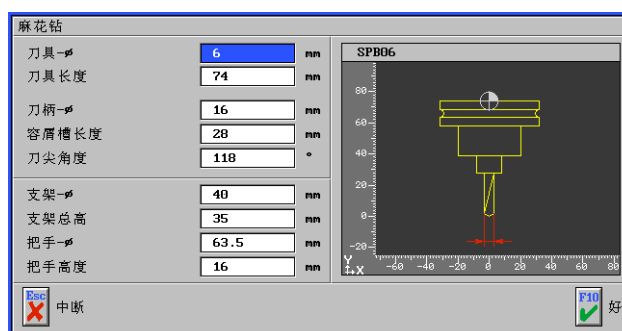 麻花钻
刀具-ø 6 mm
刀具长度 74 mm
刀柄-ø 16 mm
容屑槽长度 28 mm
刀尖角度 118 °
支架-ø 40 mm
支架总高 35 mm
把手-ø 63.5 mm
把手高度 16 mm
SPB06
80
60
40
20
0
-20
Y
X -60 -40 -20 0 20 40 60 80
Esc 中断
F10 好